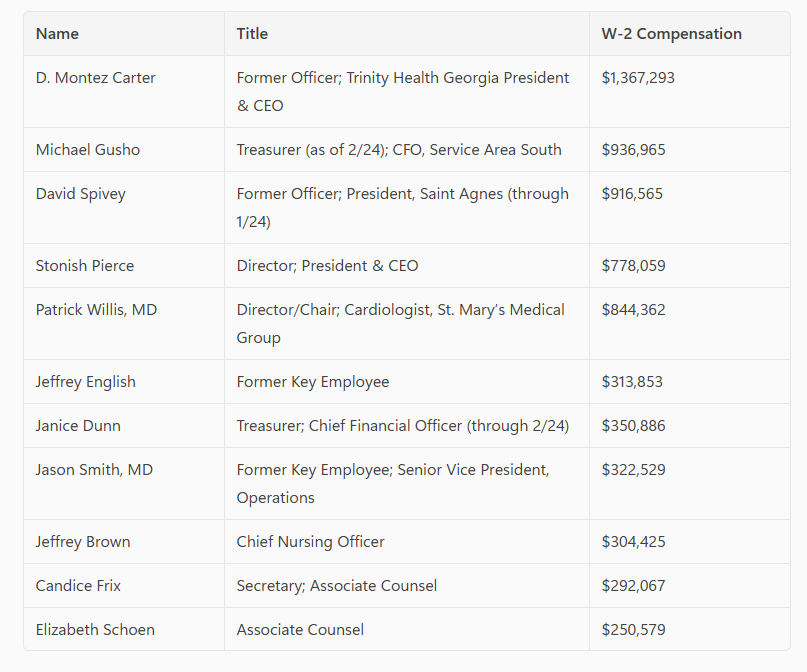 Name Title W-2 Compensation
D. Montez Carter Former Officer; Trinity Health Georgia President $1,367,293
& CEO
Michael Gusho Treasurer (as of 2/24); CFO, Service Area South $936,965
David Spivey Former Officer; President, Saint Agnes (through $916,565
1/24)
Stonish Pierce Director; President & CEO $778,059
Patrick Willis, MD Director/Chair; Cardiologist, St. Mary’s Medical $844,362
Group
Jeffrey English Former Key Employee $313,853
Janice Dunn Treasurer; Chief Financial Officer (through 2/24) $350,886
Jason Smith, MD Former Key Employee; Senior Vice President, $322,529
Operations
Jeffrey Brown Chief Nursing Officer $304,425
Candice Frix Secretary; Associate Counsel $292,067
Elizabeth Schoen Associate Counsel $250,579